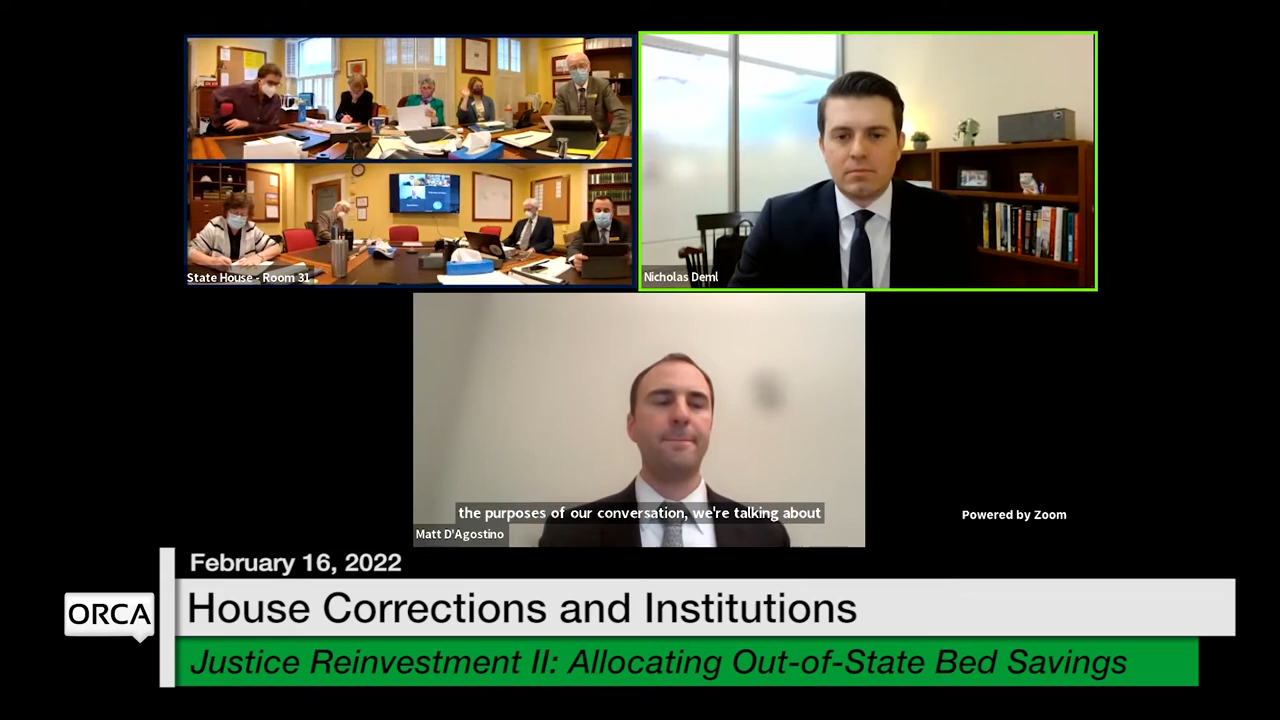 State House - Room 31
Nicholas Deml
the purposes of our conversation, we're talking about
Matt D'Agostino
Powered by Zoom
February 16, 2022
ORCA
House Corrections and Institutions
Justice Reinvestment II: Allocating Out-of-State Bed Savings